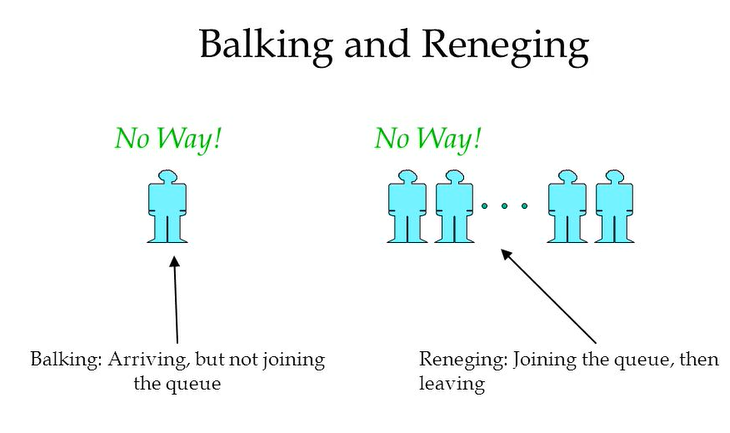 Balking and Reneging
No Way!
No Way!
Balking: Arriving, but not joining
the queue
Reneging: Joining the queue, then
leaving